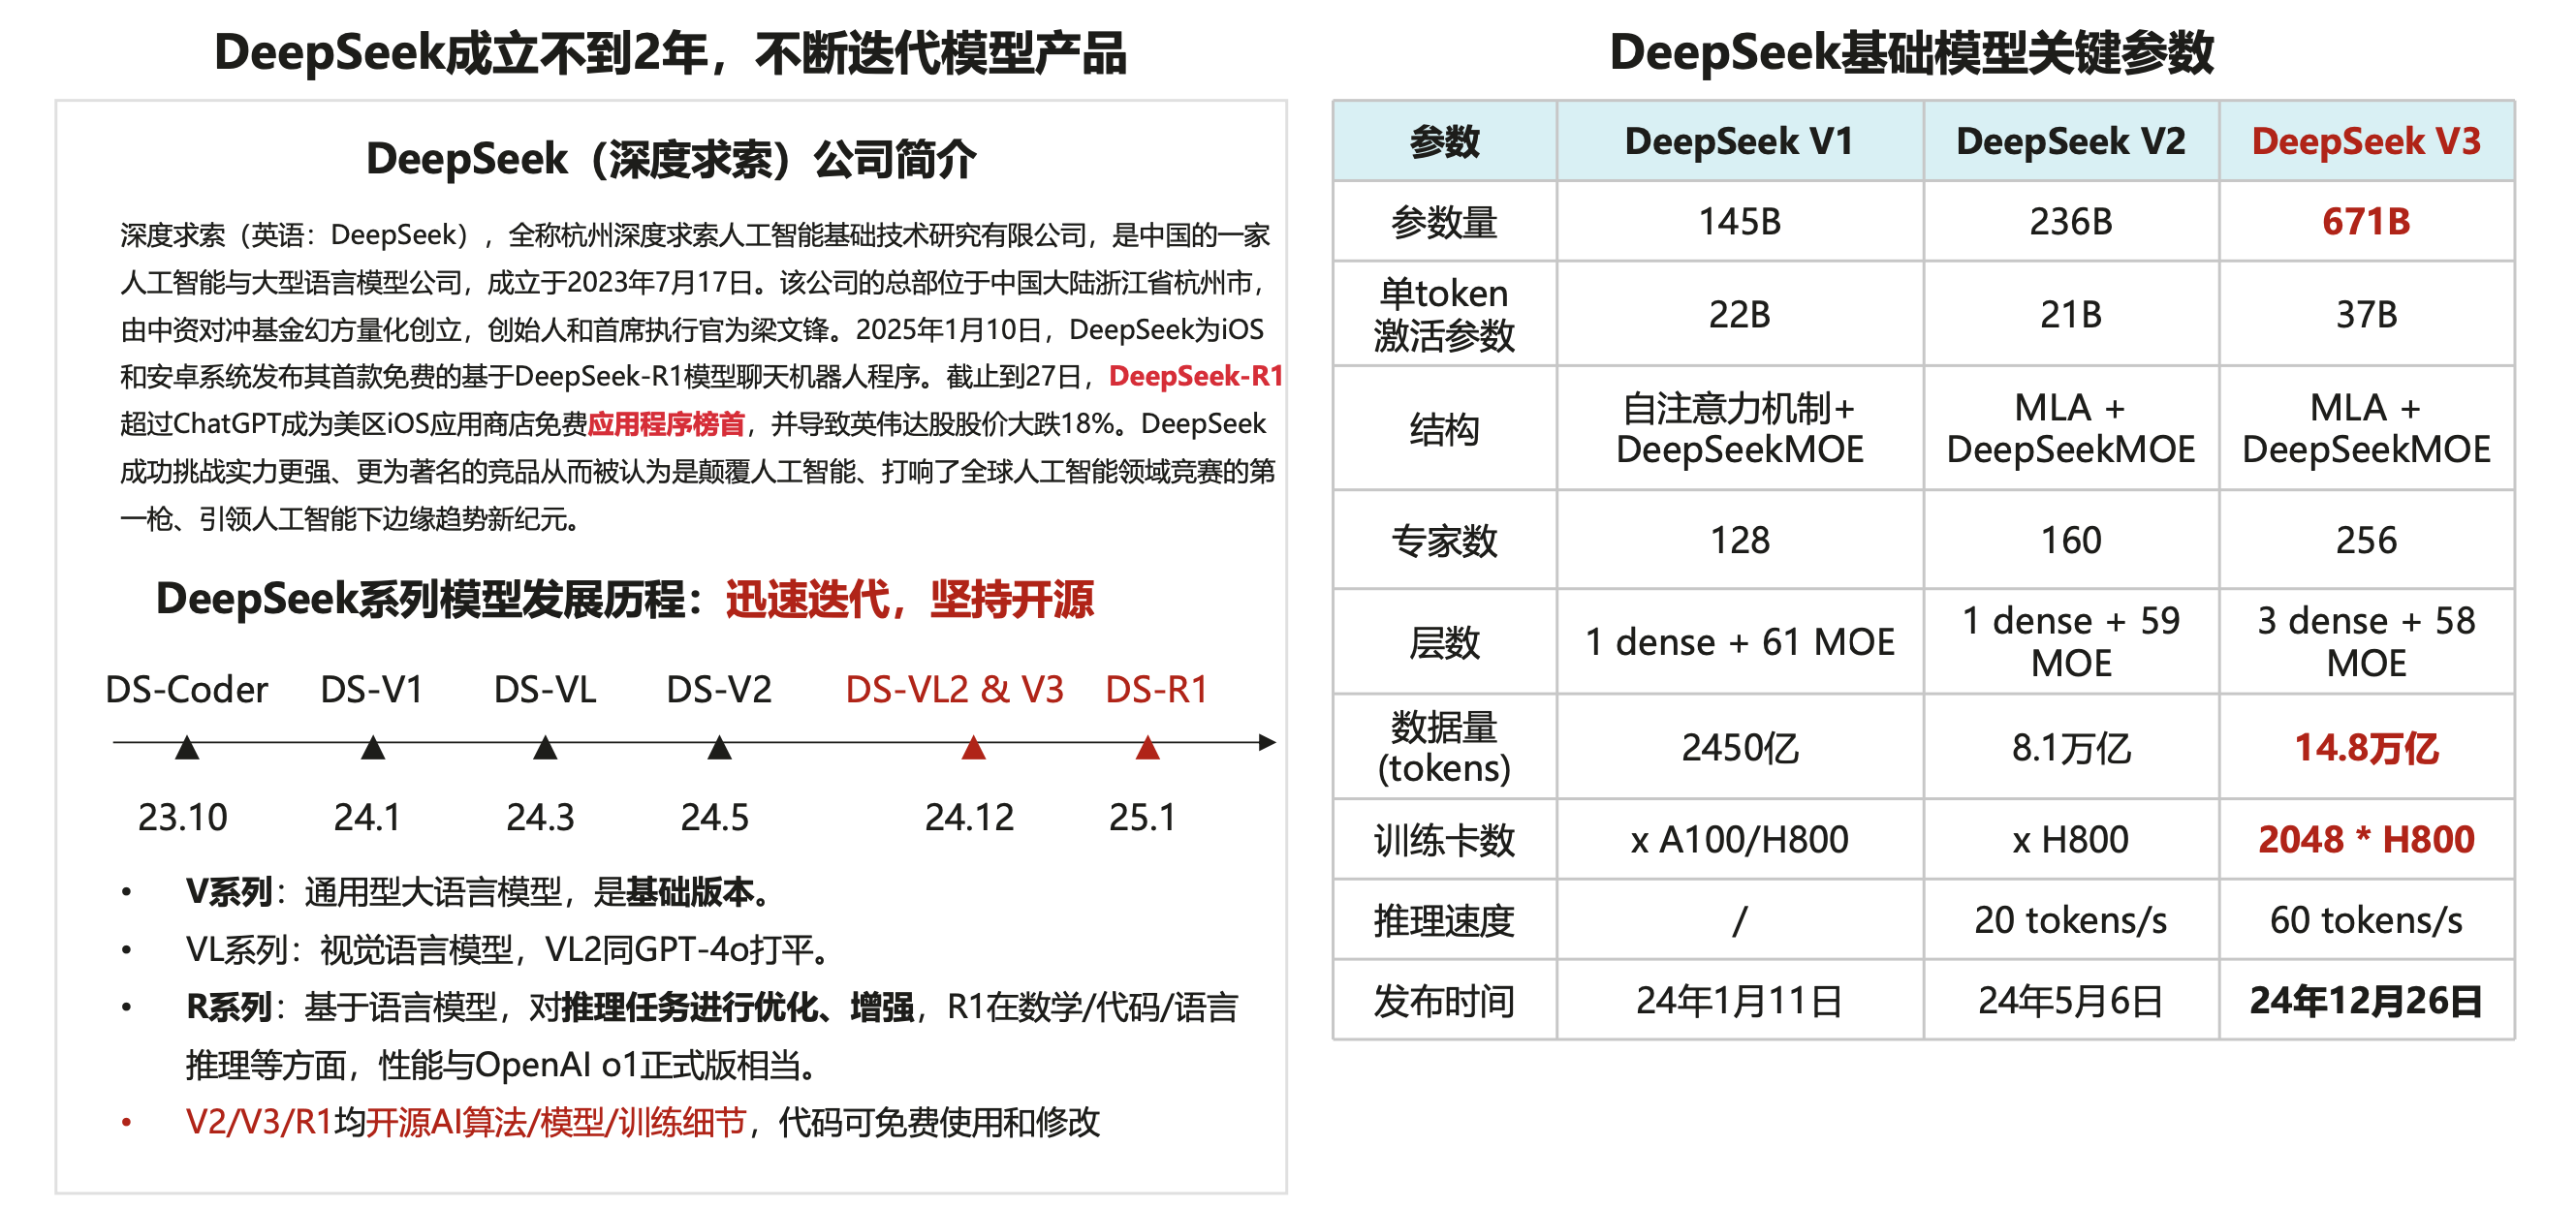 DeepSeek成立不到2年，不断迭代模型产品
DeepSeek（深度求索）公司简介
深度求索（英语：DeepSeek），全称杭州深度求索人工智能基础技术研究有限公司，是中国的一家
人工智能与大型语言模型公司，成立于2023年7月17日。该公司的总部位于中国大陆浙江省杭州市，
由中资对冲基金幻方量化创立，创始人和首席执行官为梁文锋。2025年1月10日，DeepSeek为iOS
和安卓系统发布其首款免费的基于DeepSeek-R1模型聊天机器人程序。截止到27日，DeepSeek-R1
超过ChatGPT成为美区iOS应用商店免费应用程序榜首，并导致英伟达股股价大跌18%。DeepSeek
成功挑战实力更强、更为著名的竞品从而被认为是颠覆人工智能、打响了全球人工智能领域竞赛的第
一枪、引领人工智能下边缘趋势新纪元。
DeepSeek系列模型发展历程：迅速迭代，坚持开源
DS-Coder DS-V1 DS-VL DS-V2 DS-VL2 & V3 DS-R1
23.10 24.1 24.3 24.5 24.12 25.1
• V系列：通用型大语言模型，是基础版本。
• VL系列：视觉语言模型，VL2同GPT-4o打平。
• R系列：基于语言模型，对推理任务进行优化、增强，R1在数学/代码/语言
推理等方面，性能与OpenAI o1正式版相当。
• V2/V3/R1均开源AI算法/模型/训练细节，代码可免费使用和修改
DeepSeek基础模型关键参数
参数 DeepSeek V1 DeepSeek V2 DeepSeek V3
参数量 145B 236B 671B
单token
激活参数 22B 21B 37B
结构 自注意力机制+ MLA + MLA +
DeepSeekMOE DeepSeekMOE DeepSeekMOE
专家数 128 160 256
层数 1 dense + 61 MOE 1 dense + 59 3 dense + 58
MOE MOE
数据量
(tokens) 2450亿 8.1万亿 14.8万亿
训练卡数 x A100/H800 x H800 2048 * H800
推理速度 / 20 tokens/s 60 tokens/s
发布时间 24年1月11日 24年5月6日 24年12月26日